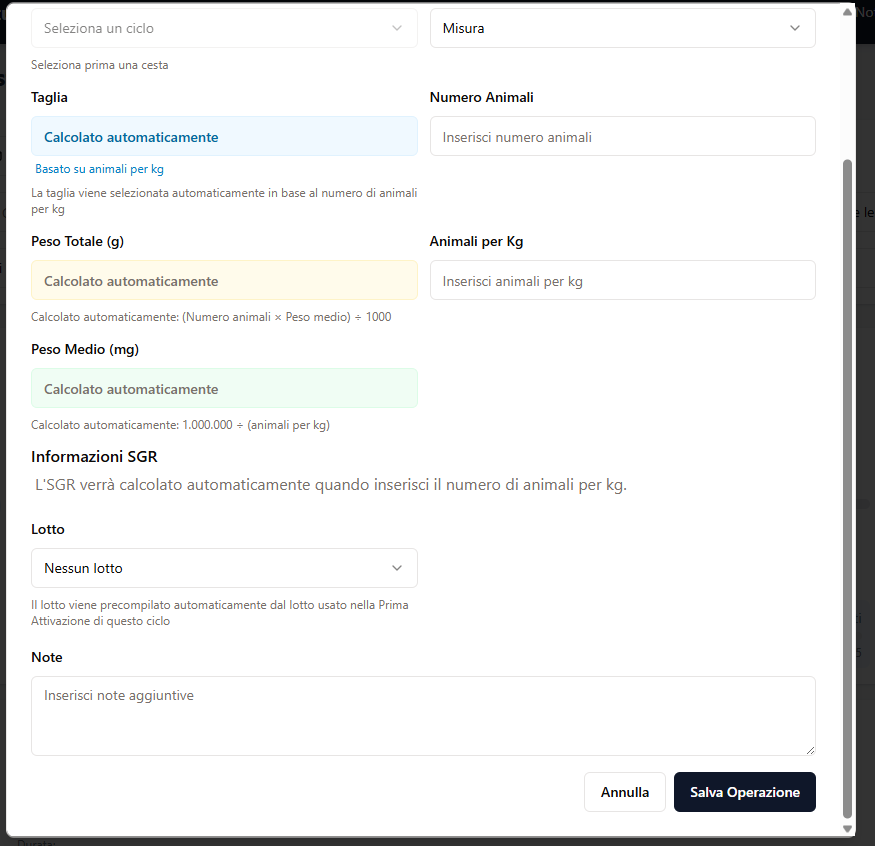 Seleziona un ciclo
Misura
Seleziona prima una cesta
Taglia
Numero Animali
Calcolato automaticamente
Inserisci numero animali
Basato su animali per kg
La taglia viene selezionata automaticamente in base al numero di animali
per kg
Peso Totale (g)
Animali per Kg
Calcolato automaticamente
Inserisci animali per kg
Calcolato automaticamente: (Numero animali × Peso medio) ÷ 1000
Peso Medio (mg)
Calcolato automaticamente
Calcolato automaticamente: 1.000.000 ÷ (animali per kg)
Informazioni SGR
L'SGR verrà calcolato automaticamente quando inserisci il numero di animali per kg.
Lotto
Nessun lotto
Il lotto viene precompilato automaticamente dal lotto usato nella Prima
Attivazione di questo ciclo
Note
Inserisci note aggiuntive
Annulla
Salva Operazione